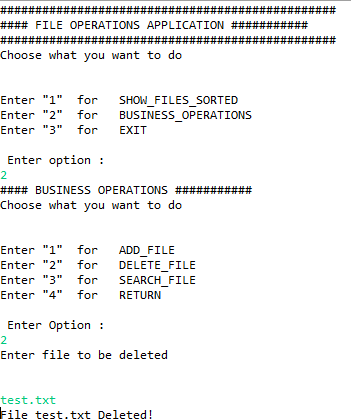 ################################################
#### FILE OPERATIONS APPLICATION ###########
################################################
Choose what you want to do
Enter "1"  for   SHOW_FILES_SORTED
Enter "2"  for   BUSINESS_OPERATIONS
Enter "3"  for   EXIT
Enter option :
2
#### BUSINESS OPERATIONS ###########
Choose what you want to do
Enter "1"  for   ADD_FILE
Enter "2"  for   DELETE_FILE
Enter "3"  for   SEARCH_FILE
Enter "4"  for   RETURN
Enter Option :
2
Enter file to be deleted
test.txt
File test.txt Deleted!